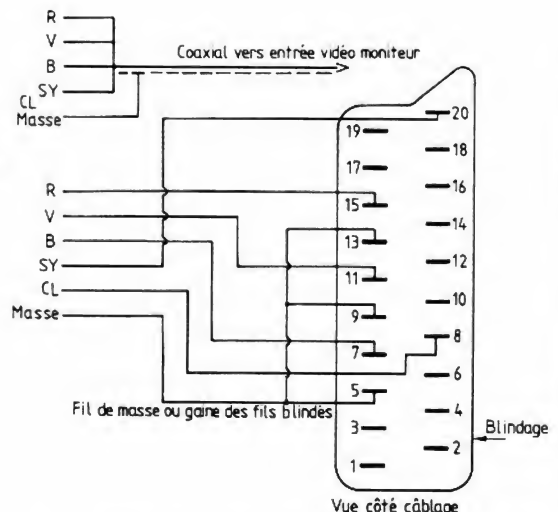 R
V
B
SY
CL
Masse
Coaxial vers entrée vidéo moniteur
R
V
B
SY
CL
Masse
Fil de masse ou gaine des fils blindés
20
19
18
17
16
15
14
13
12
11
10
9
8
7
6
5
4
3
2
1
Blindage
Vue côté câblage